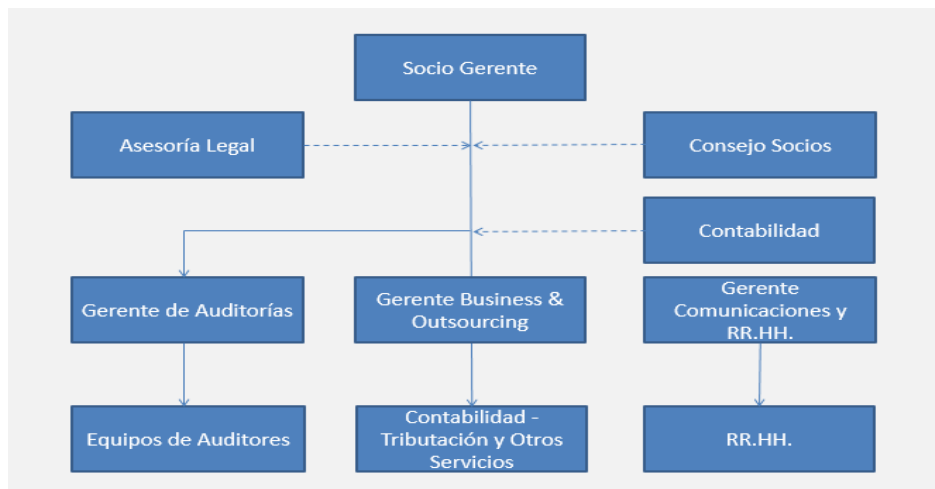 Socio Gerente
Asesoría Legal
Consejo Socios
Contabilidad
Gerente de Auditorías
Gerente Business &
Outsourcing
Gerente
Comunicaciones y
RR.HH.
Equipos de Auditores
Contabilidad -
Tributación y Otros
Servicios
RR.HH.